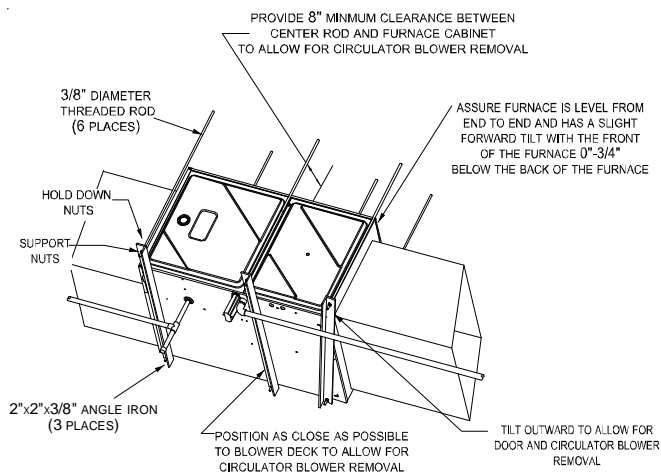 PROVIDE 8" MINMUM CLEARANCE BETWEEN
CENTER ROD AND FURNACE CABINET
TO ALLOW FOR CIRCULATOR BLOWER REMOVAL
3/8" DIAMETER
THREADED ROD
(6 PLACES)
ASSURE FURNACE IS LEVEL FROM
END TO END AND HAS A SLIGHT
FORWARD TILT WITH THE FRONT
OF THE FURNACE 0"-3/4"
BELOW THE BACK OF THE FURNACE
HOLD DOWN
NUTS
SUPPORT
NUTS
2"x2"x3/8" ANGLE IRON
(3 PLACES)
POSITION AS CLOSE AS POSSIBLE
TO BLOWER DECK TO ALLOW FOR
CIRCULATOR BLOWER REMOVAL
TILT OUTWARD TO ALLOW FOR
DOOR AND CIRCULATOR BLOWER
REMOVAL